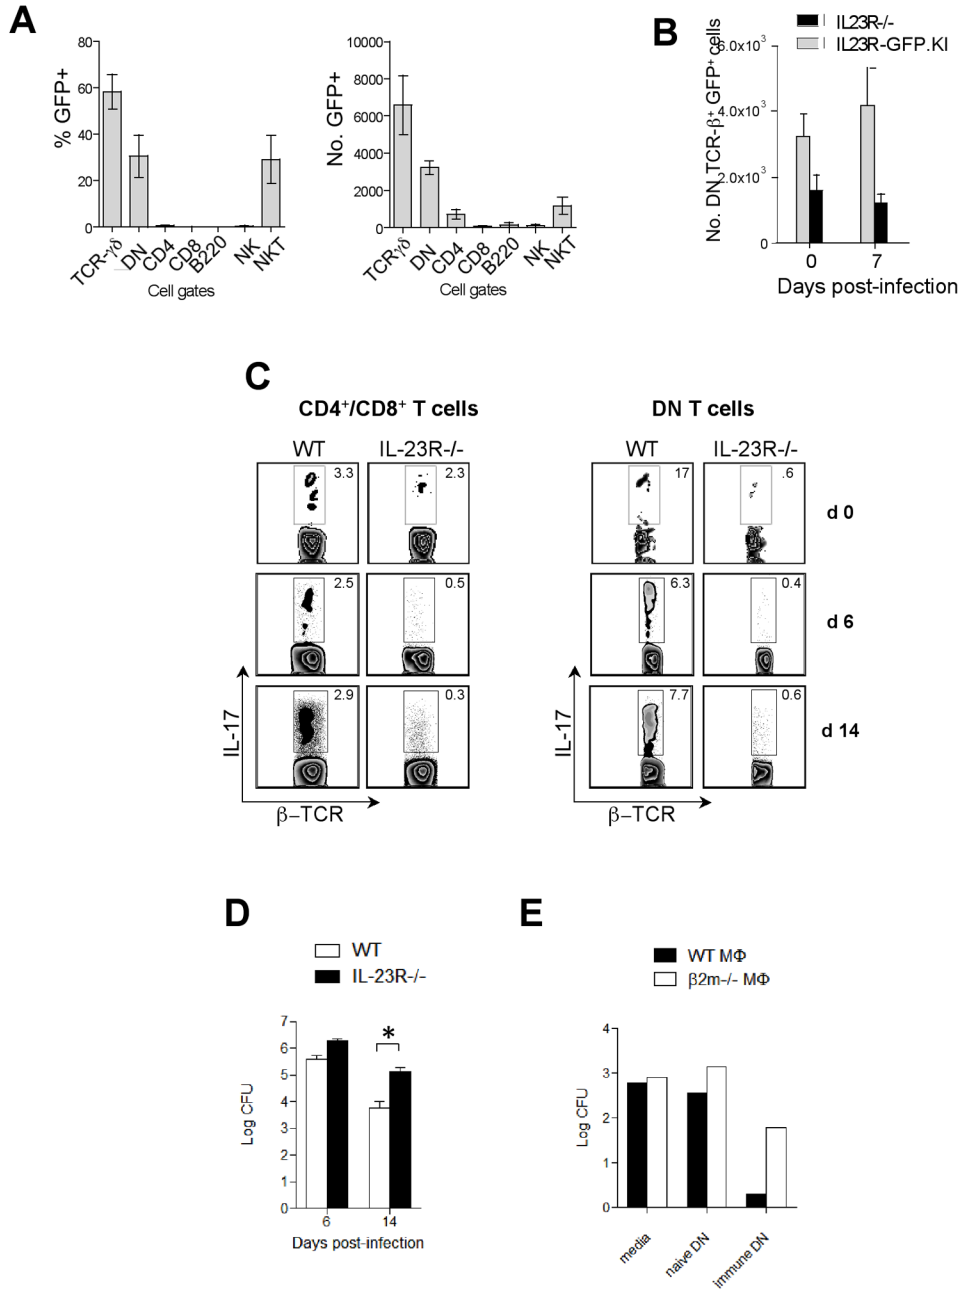 A
80
60
40
20
0
% GFP+
TCR-γδ
DN
CD4
CD8
B220
NK
NKT
Cell gates
10000
8000
6000
4000
2000
0
No. GFP+
TCRγδ
DN
CD4
CD8
B220
NK
NKT
Cell gates
B
IL23R-/-
IL23R-GFP.KI
6.0x10³
4.0x10³
2.0x10³
0
No. DN TCR-β⁺ GFP⁺ cells
0 7
Days post-infection
C
CD4⁺/CD8⁺ T cells
DN T cells
WT IL-23R-/-
WT IL-23R-/-
3.3 2.3 17 .6
d 0
2.5 0.5 6.3 0.4
d 6
2.9 0.3 7.7 0.6
d 14
IL-17
β–TCR
IL-17
β–TCR
D
WT
IL-23R-/-
*
7
6
5
4
3
2
1
0
Log CFU
6 14
Days post-infection
E
WT MΦ
β2m-/- MΦ
4
3
2
1
0
Log CFU
media
naive DN
immune DN